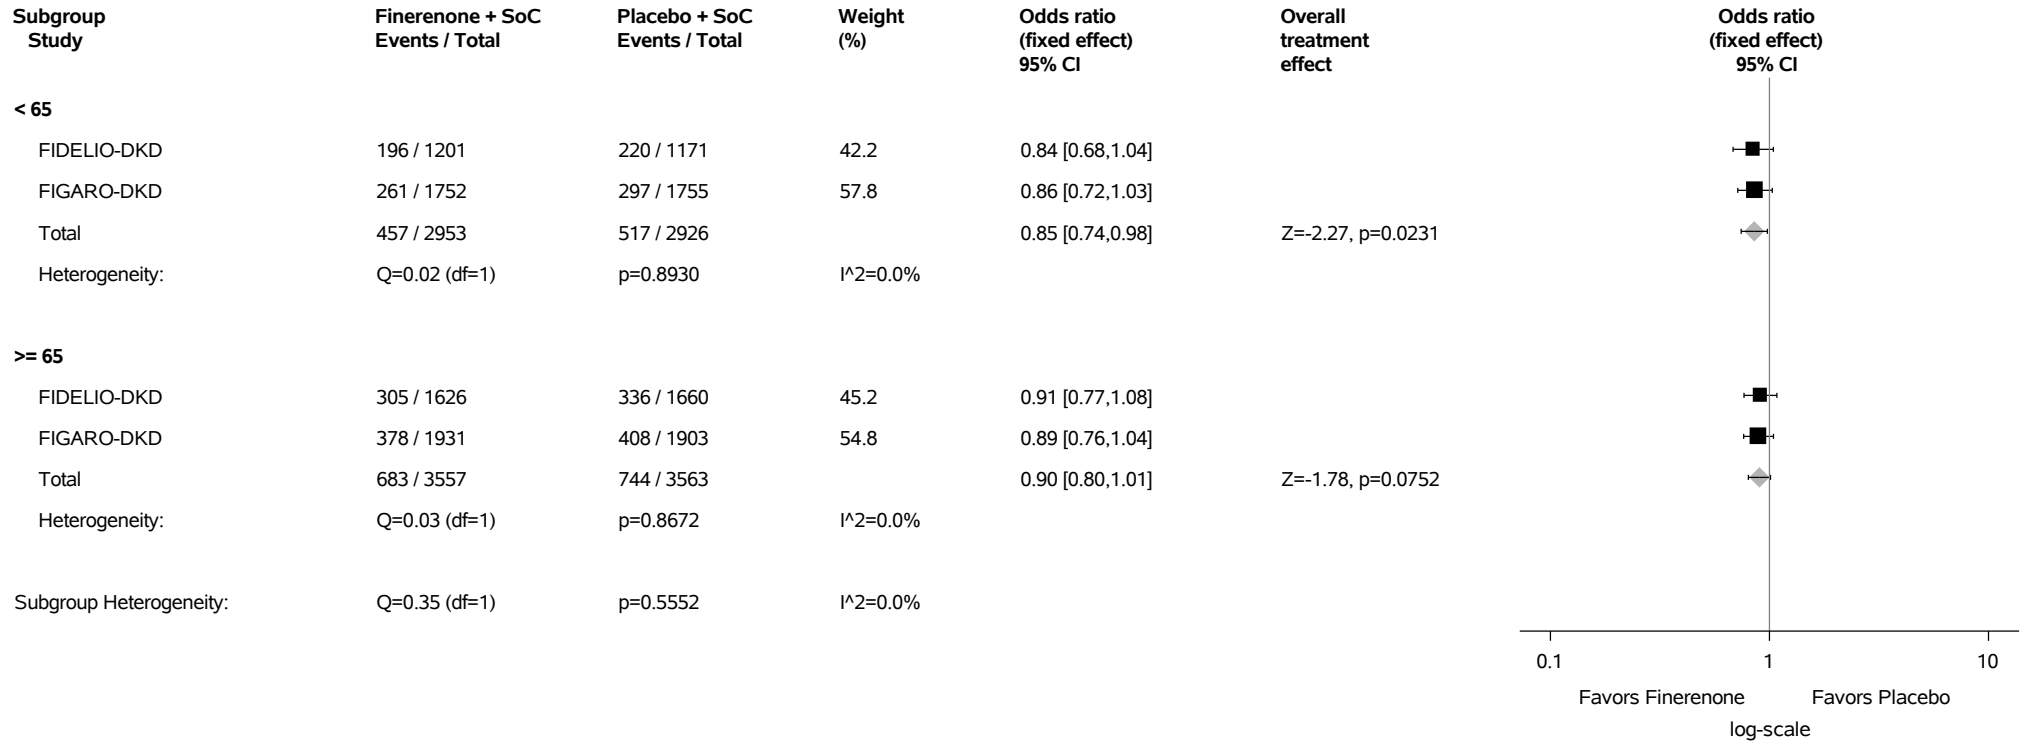 Subgroup Finerenone + SoC Placebo + SoC Weight Odds ratio Overall Odds ratio
Study Events / Total Events / Total (%) (fixed effect) treatment (fixed effect)
95% CI effect 95% CI
< 65
FIDELIO-DKD 196 / 1201 220 / 1171 42.2 0.84 [0.68,1.04]
FIGARO-DKD 261 / 1752 297 / 1755 57.8 0.86 [0.72,1.03]
Total 457 / 2953 517 / 2926 0.85 [0.74,0.98] Z=-2.27, p=0.0231
Heterogeneity: Q=0.02 (df=1) p=0.8930 I^2=0.0%
>= 65
FIDELIO-DKD 305 / 1626 336 / 1660 45.2 0.91 [0.77,1.08]
FIGARO-DKD 378 / 1931 408 / 1903 54.8 0.89 [0.76,1.04]
Total 683 / 3557 744 / 3563 0.90 [0.80,1.01] Z=-1.78, p=0.0752
Heterogeneity: Q=0.03 (df=1) p=0.8672 I^2=0.0%
Subgroup Heterogeneity: Q=0.35 (df=1) p=0.5552 I^2=0.0%
0.1 1 10
Favors Finerenone Favors Placebo
log-scale